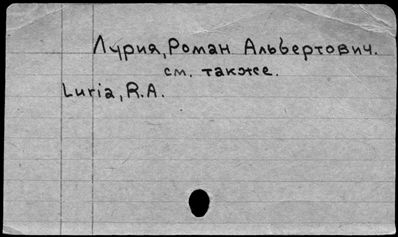 Лурия, Роман Альбертович.
см. также.
Luria, R.A.